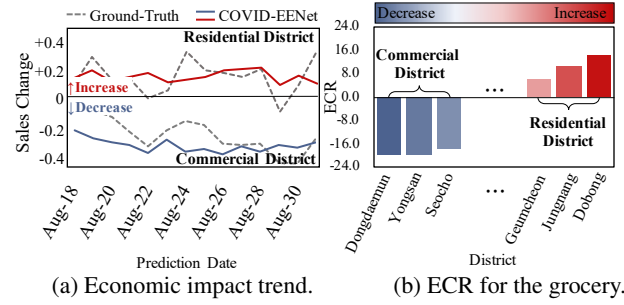 Ground-Truth COVID-EENet
Sales Change
+0.4
+0.2
0
-0.2
-0.4
Residential District
↑Increase
↓Decrease
Commercial District
Aug-18
Aug-20
Aug-22
Aug-24
Aug-26
Aug-28
Aug-30
Prediction Date
(a) Economic impact trend.
Decrease Increase
ECR
24.0
16.0
8.0
0.0
-8.0
-16.0
-24.0
Commercial
District
...
Residential
District
Dongdaemun
Yongsan
Seocho
...
Geumcheon
Jungnang
Dobong
District
(b) ECR for the grocery.